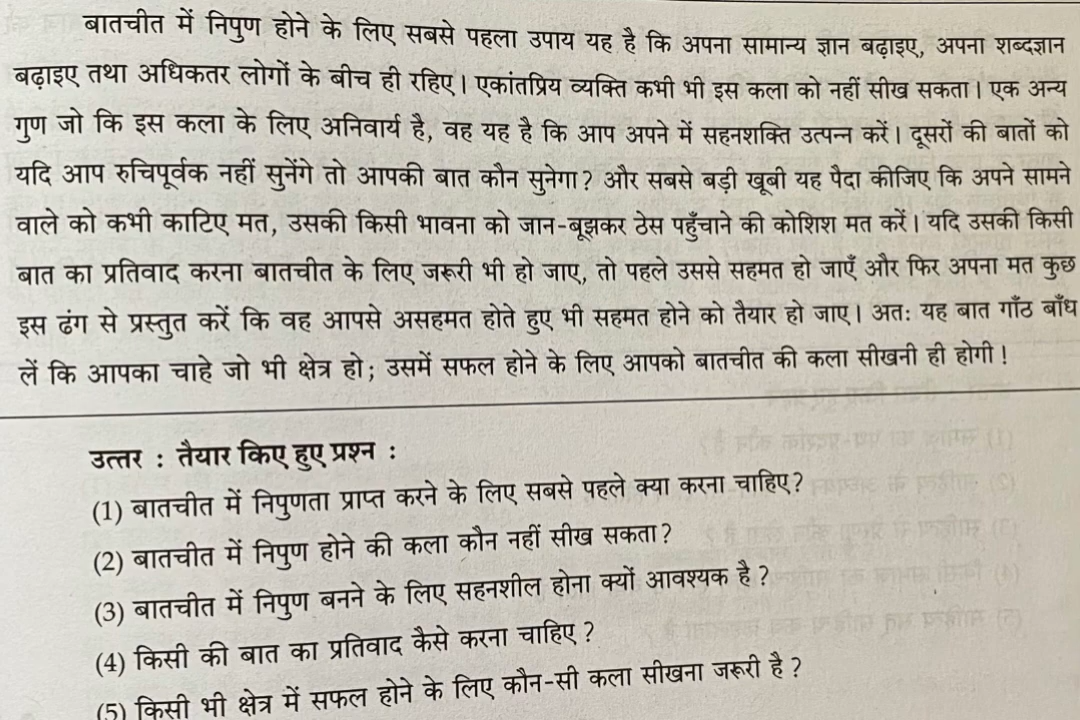 बातचीत में निपुण होने के लिए सबसे पहला उपाय यह है कि अपना सामान्य ज्ञान बढ़ाइए, अपना शब्दज्ञान
बढ़ाइए तथा अधिकतर लोगों के बीच ही रहिए। एकांतप्रिय व्यक्ति कभी भी इस कला को नहीं सीख सकता। एक अन्य
गुण जो कि इस कला के लिए अनिवार्य है, वह यह है कि आप अपने में सहनशक्ति उत्पन्न करें। दूसरों की बातों को
यदि आप रुचिपूर्वक नहीं सुनेंगे तो आपकी बात कौन सुनेगा? और सबसे बड़ी खूबी यह पैदा कीजिए कि अपने सामने
वाले को कभी काटिए मत, उसकी किसी भावना को जान-बूझकर ठेस पहुँचाने की कोशिश मत करें। यदि उसकी किसी
बात का प्रतिवाद करना बातचीत के लिए जरूरी भी हो जाए, तो पहले उससे सहमत हो जाएँ और फिर अपना मत कुछ
इस ढंग से प्रस्तुत करें कि वह आपसे असहमत होते हुए भी सहमत होने को तैयार हो जाए। अतः यह बात गाँठ बाँध
लें कि आपका चाहे जो भी क्षेत्र हो; उसमें सफल होने के लिए आपको बातचीत की कला सीखनी ही होगी!
उत्तर : तैयार किए हुए प्रश्न :
(1) बातचीत में निपुणता प्राप्त करने के लिए सबसे पहले क्या करना चाहिए?
(2) बातचीत में निपुण होने की कला कौन नहीं सीख सकता?
(3) बातचीत में निपुण बनने के लिए सहनशील होना क्यों आवश्यक है?
(4) किसी की बात का प्रतिवाद कैसे करना चाहिए?
(5) किसी भी क्षेत्र में सफल होने के लिए कौन-सी कला सीखना जरूरी है?